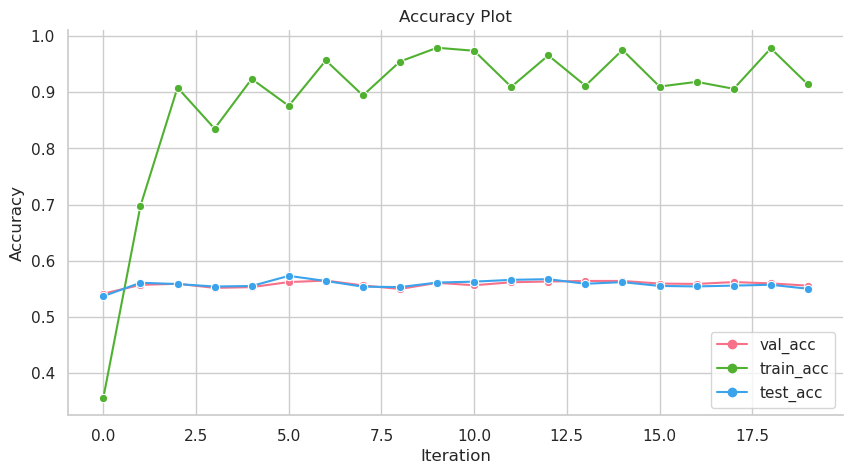 Accuracy Plot
Accuracy
1.0
0.9
0.8
0.7
0.6
0.5
0.4
val_acc
train_acc
test_acc
0.0 2.5 5.0 7.5 10.0 12.5 15.0 17.5
Iteration